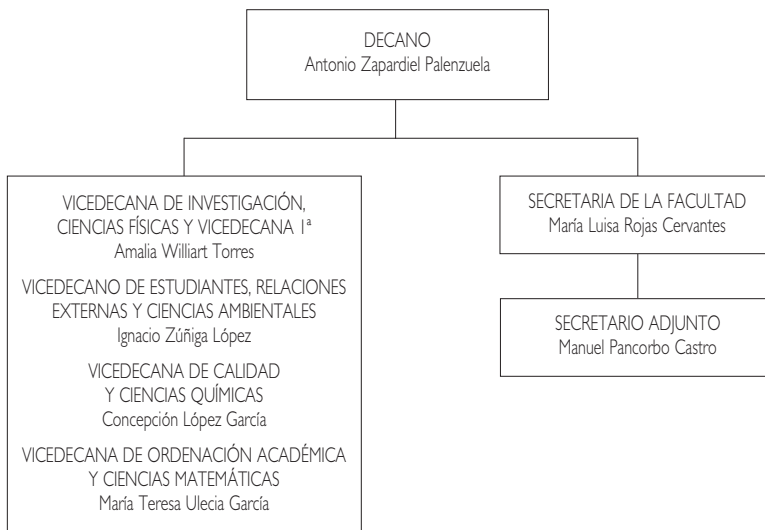 DECANO
Antonio Zapardiel Palenzuela
VICEDECANA DE INVESTIGACIÓN,
CIENCIAS FÍSICAS Y VICEDECANA 1ª
Amalia Williart Torres
VICEDECANO DE ESTUDIANTES, RELACIONES
EXTERNAS Y CIENCIAS AMBIENTALES
Ignacio Zúñiga López
VICEDECANA DE CALIDAD
Y CIENCIAS QUÍMICAS
Concepción López García
VICEDECANA DE ORDENACIÓN ACADÉMICA
Y CIENCIAS MATEMÁTICAS
María Teresa Ulecia García
SECRETARIA DE LA FACULTAD
María Luisa Rojas Cervantes
SECRETARIO ADJUNTO
Manuel Pancorbo Castro